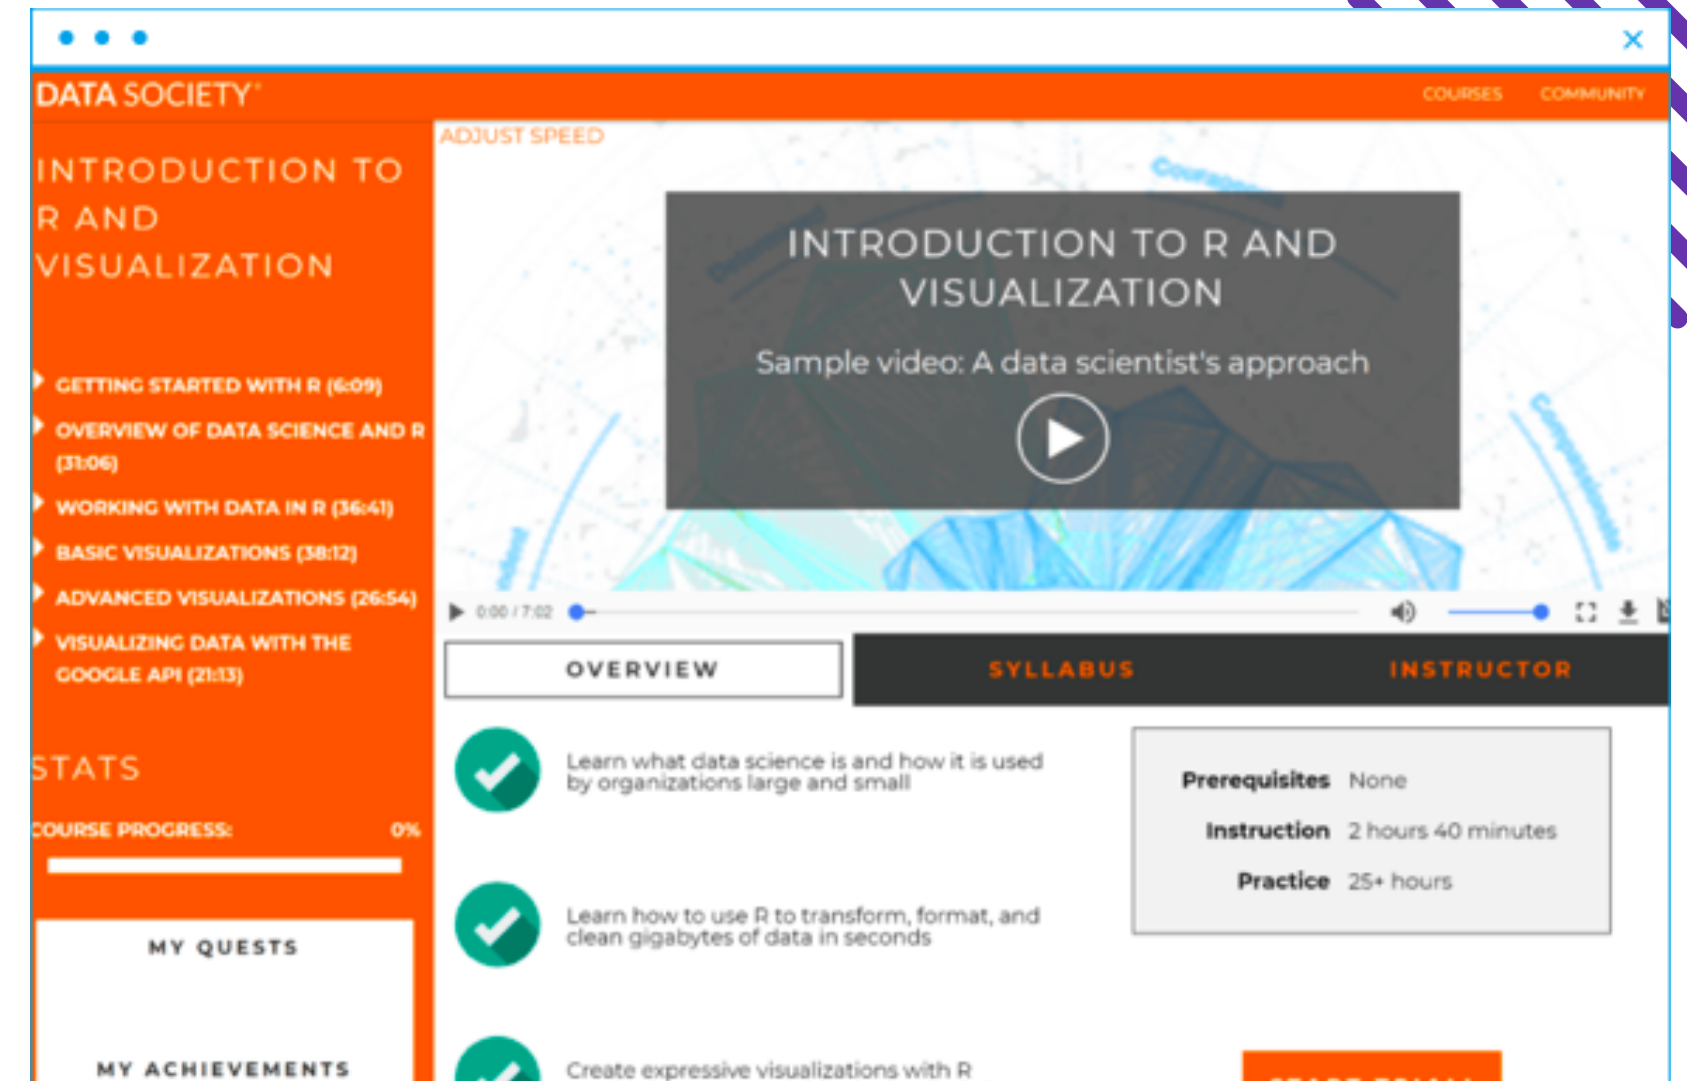 DATA SOCIETY
COURSES COMMUNITY
INTRODUCTION TO
R AND
VISUALIZATION
GETTING STARTED WITH R (6:09)
OVERVIEW OF DATA SCIENCE AND R
(31:06)
WORKING WITH DATA IN R (36:41)
BASIC VISUALIZATIONS (38:12)
ADVANCED VISUALIZATIONS (26:54)
VISUALIZING DATA WITH THE
GOOGLE API (21:13)
STATS
COURSE PROGRESS: 0%
MY QUESTS
MY ACHIEVEMENTS
ADJUST SPEED
INTRODUCTION TO R AND
VISUALIZATION
Sample video: A data scientist's approach
Compassionate
0:00 / 7:02
OVERVIEW
SYLLABUS
INSTRUCTOR
Learn what data science is and how it is used
by organizations large and small
Learn how to use R to transform, format, and
clean gigabytes of data in seconds
Create expressive visualizations with R
Prerequisites None
Instruction 2 hours 40 minutes
Practice 25+ hours